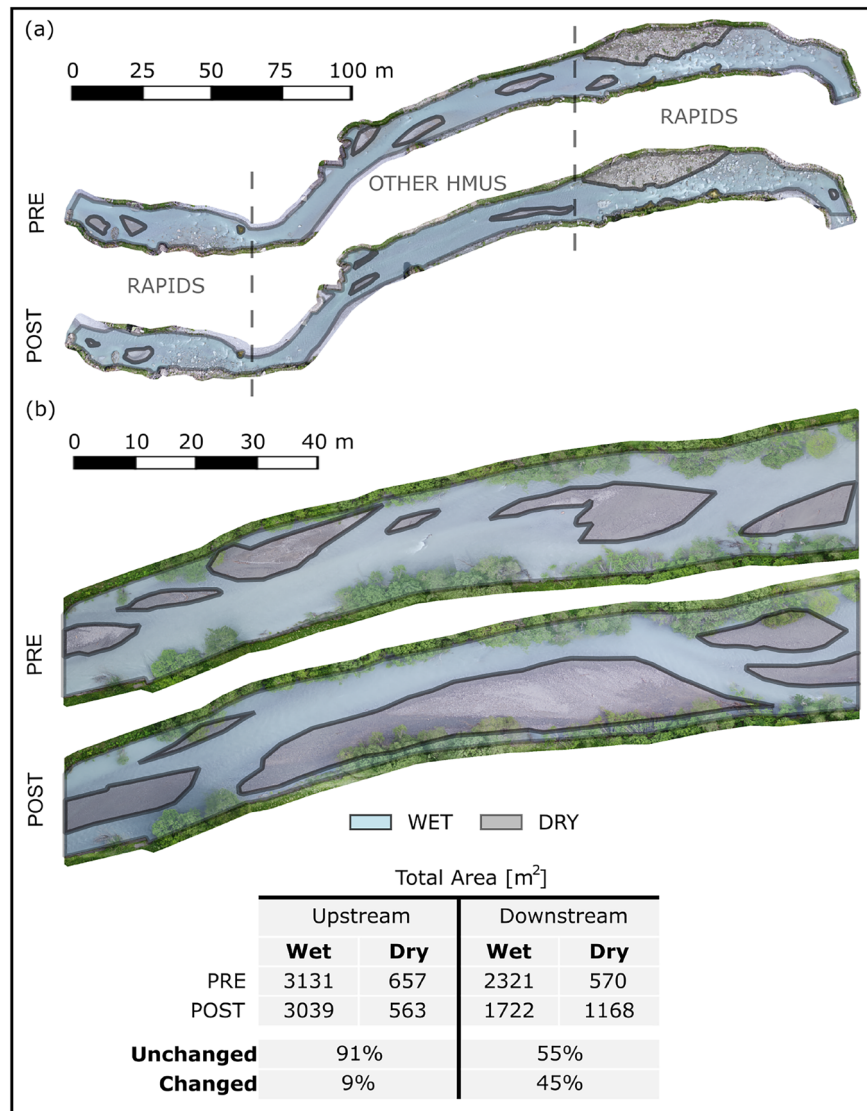 (a)
0 25 50 75 100 m
RAPIDS
OTHER HMUS
PRE
RAPIDS
POST
(b)
0 10 20 30 40 m
PRE
POST
WET DRY
Total Area [m²]
Upstream Downstream
Wet Dry Wet Dry
PRE 3131 657 2321 570
POST 3039 563 1722 1168
Unchanged 91% 55%
Changed 9% 45%